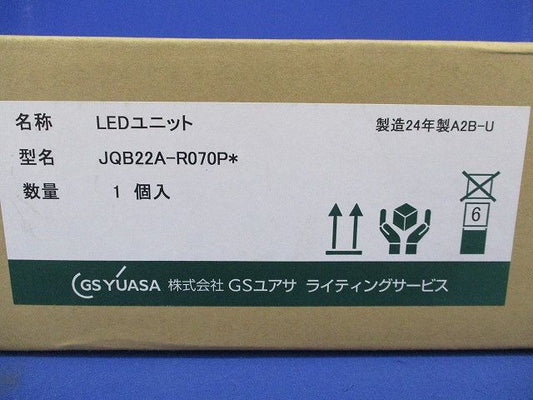 名称 LEDユニット 製造24年製A2B-U
型名 JQB22A-R070P*
数量 1 個入
6
GS YUASA 株式会社 GSユアサ ライティングサービス